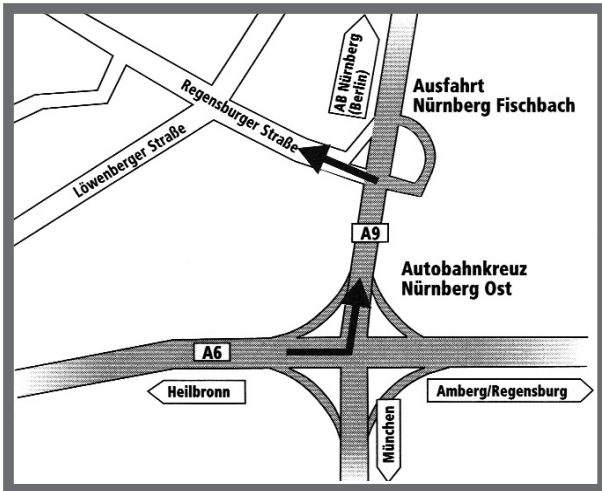 AB Nürnberg
(Berlin)
Ausfahrt
Nürnberg Fischbach
Regensburger Straße
Löwenberger Straße
A9
Autobahnkreuz
Nürnberg Ost
A6
Heilbronn
Amberg/Regensburg
München